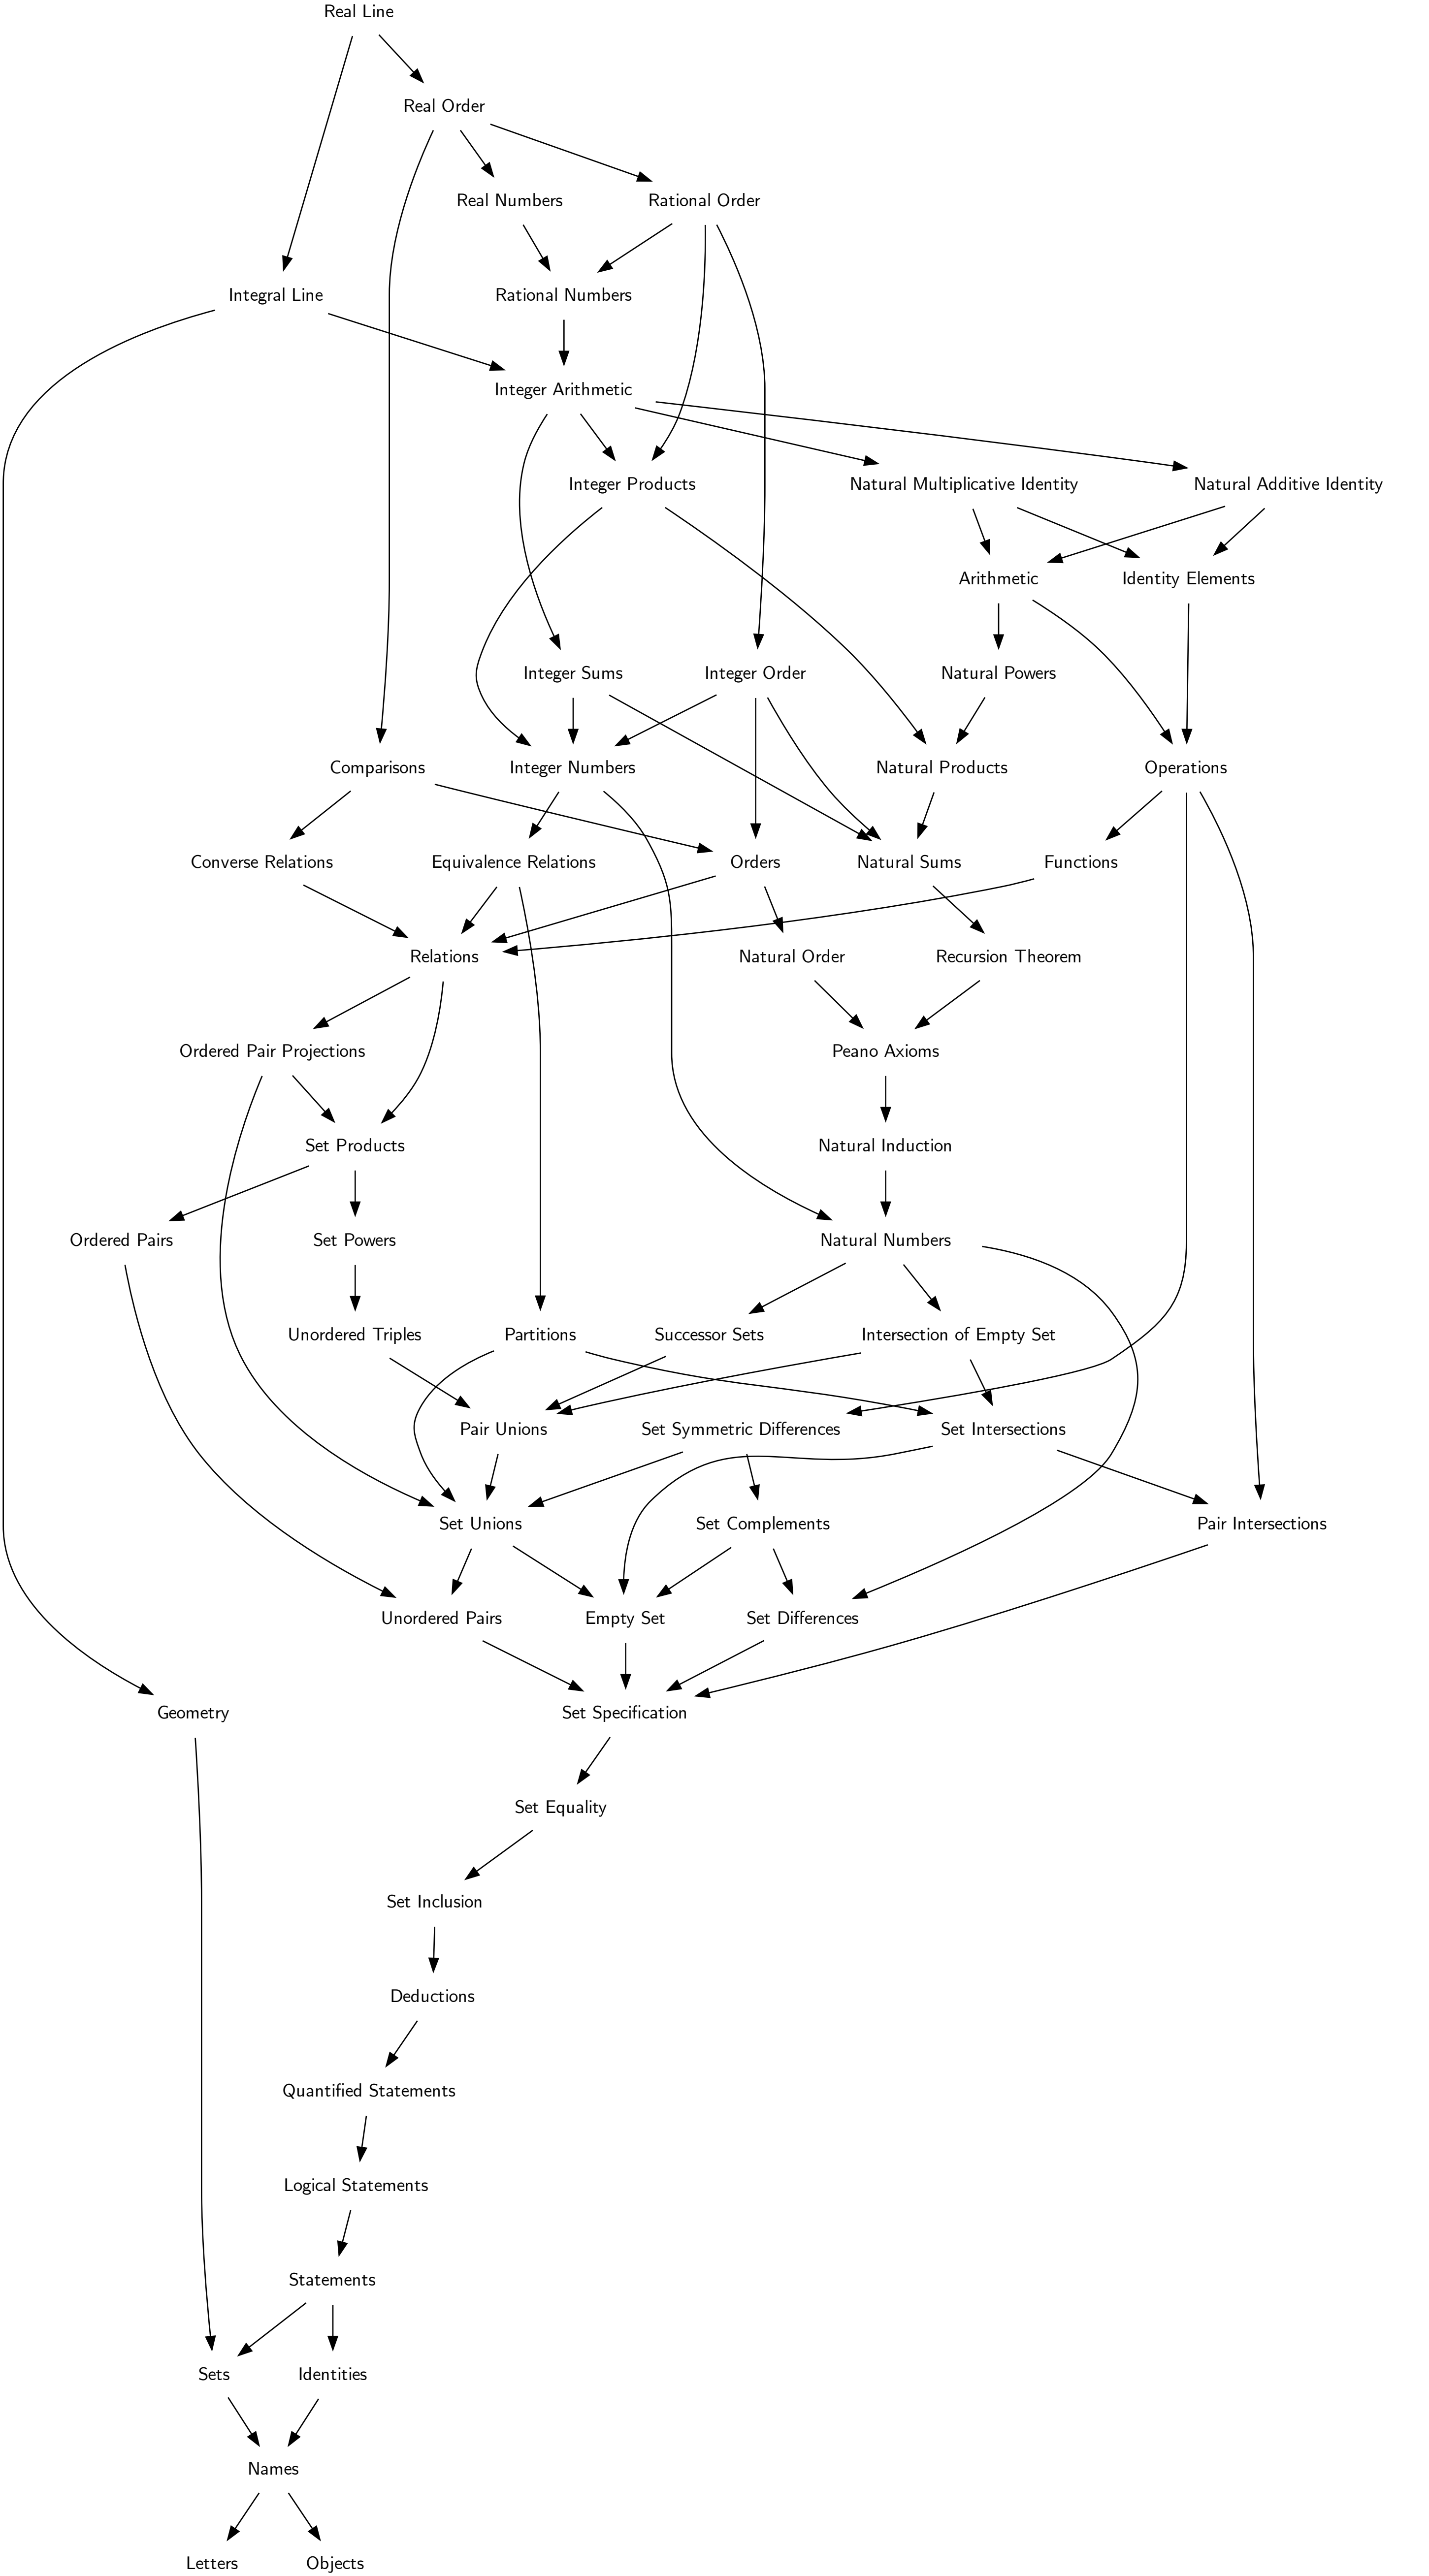 Real Line
Real Order
Real Numbers
Rational Order
Integral Line
Rational Numbers
Integer Arithmetic
Integer Products
Natural Multiplicative Identity
Natural Additive Identity
Arithmetic
Identity Elements
Integer Sums
Integer Order
Natural Powers
Comparisons
Integer Numbers
Natural Products
Operations
Converse Relations
Equivalence Relations
Orders
Natural Sums
Functions
Relations
Natural Order
Recursion Theorem
Ordered Pair Projections
Peano Axioms
Set Products
Natural Induction
Ordered Pairs
Set Powers
Natural Numbers
Unordered Triples
Partitions
Successor Sets
Intersection of Empty Set
Pair Unions
Set Symmetric Differences
Set Intersections
Set Unions
Set Complements
Pair Intersections
Unordered Pairs
Empty Set
Set Differences
Geometry
Set Specification
Set Equality
Set Inclusion
Deductions
Quantified Statements
Logical Statements
Statements
Sets
Identities
Names
Letters
Objects